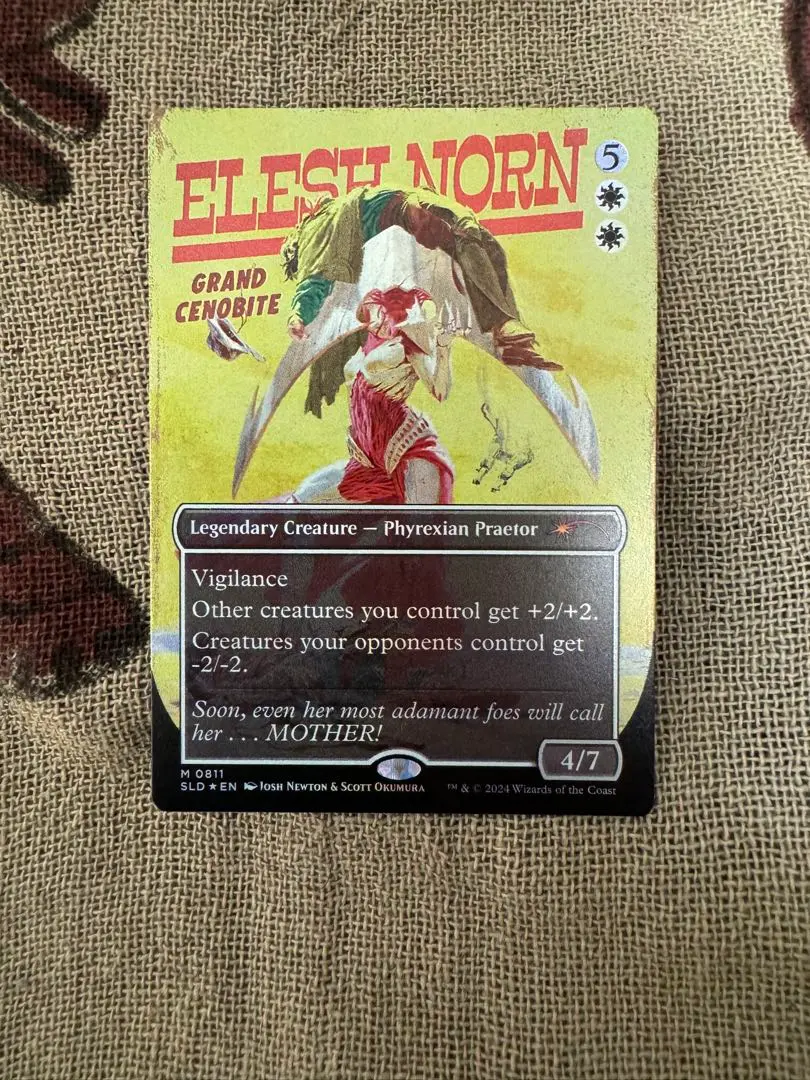 ELESH NORN
5
GRAND
CENOBITE
Legendary Creature — Phyrexian Praetor
Vigilance
Other creatures you control get +2/+2.
Creatures your opponents control get
-2/-2.
Soon, even her most adamant foes will call
her . . . MOTHER!
4/7
M 0811
SLD ★ EN Josh Newton & Scott Okumura
™ & © 2024 Wizards of the Coast